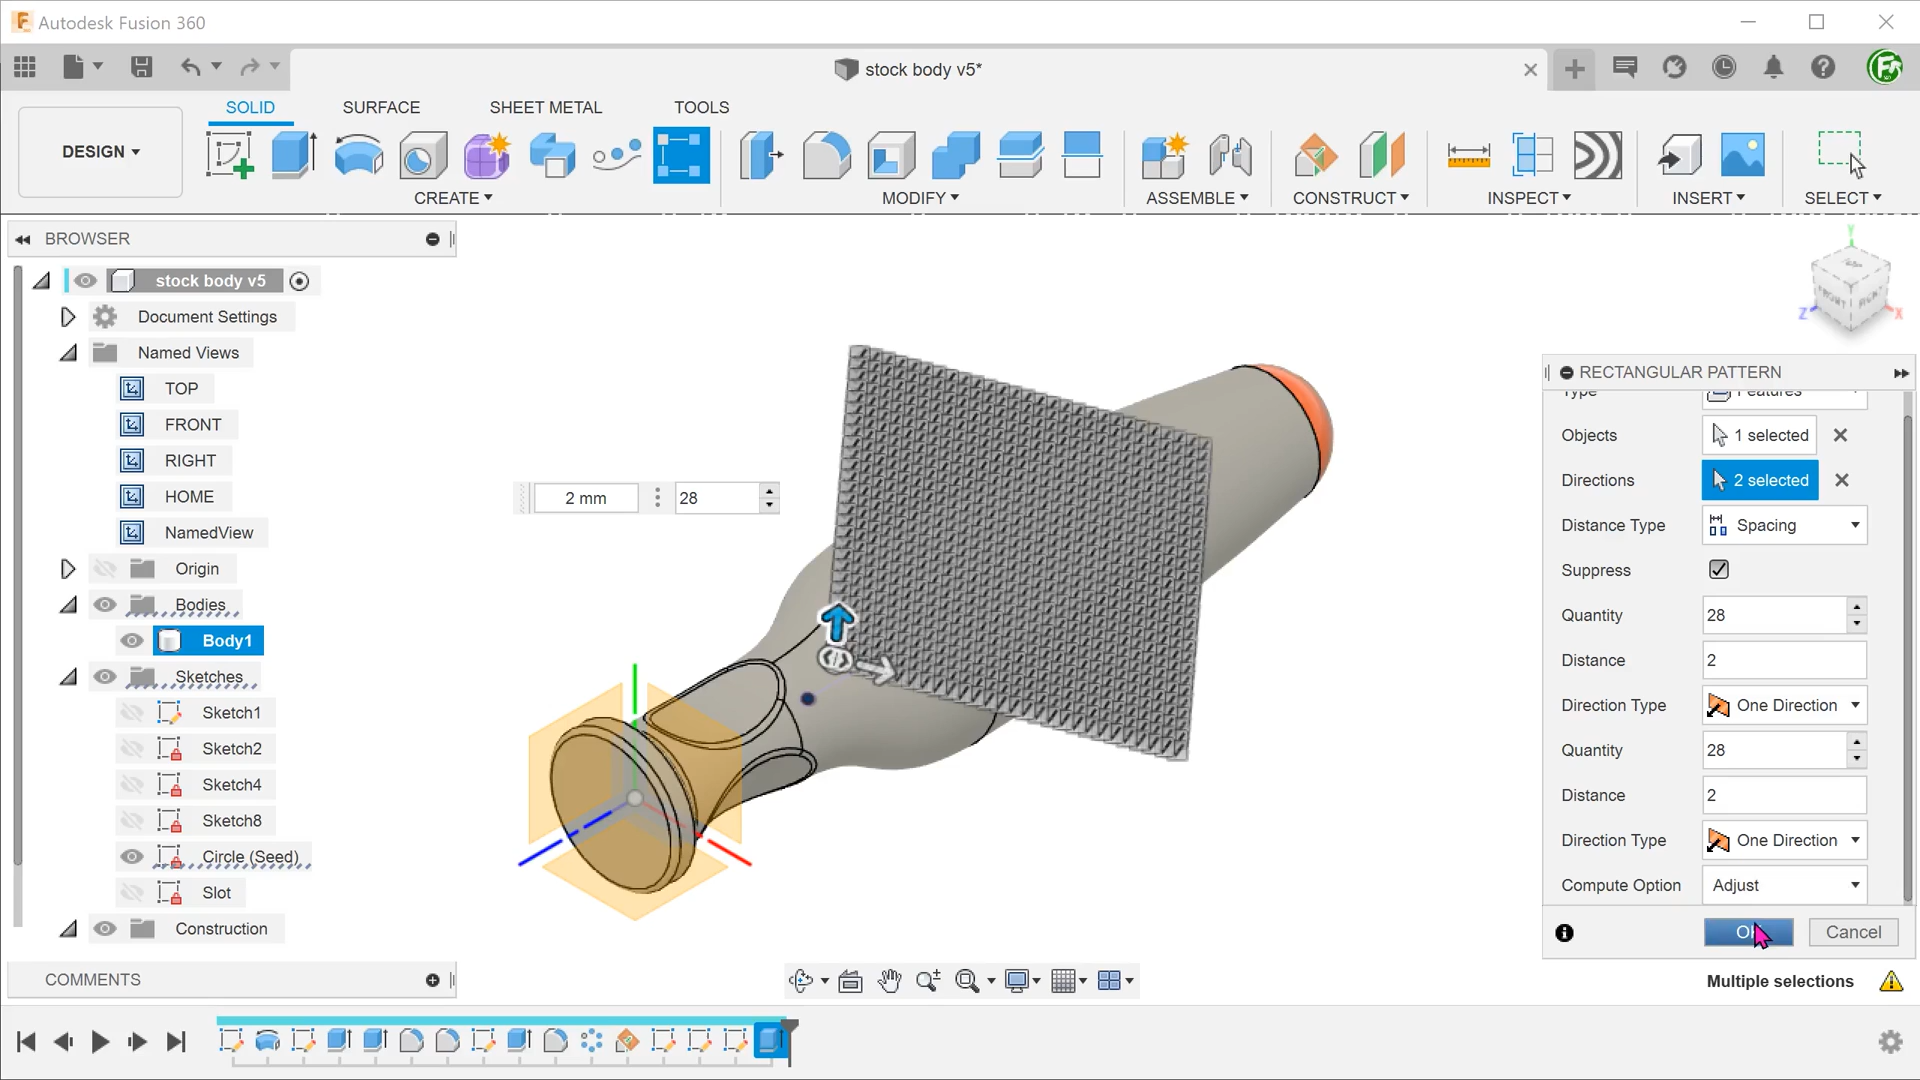 Autodesk Fusion 360
stock body v5*
DESIGN
SOLID
SURFACE
SHEET METAL
TOOLS
CREATE
MODIFY
ASSEMBLE
CONSTRUCT
INSPECT
INSERT
SELECT
BROWSER
stock body v5
Document Settings
Named Views
TOP
FRONT
RIGHT
HOME
NamedView
Origin
Bodies
Body1
Sketches
Sketch1
Sketch2
Sketch4
Sketch8
Circle (Seed)
Slot
Construction
COMMENTS
2 mm
28
Y
FRONT
RIGHT
Z
X
RECTANGULAR PATTERN
Type
Features
Objects
1 selected
Directions
2 selected
Distance Type
Spacing
Suppress
Quantity
28
Distance
2
Direction Type
One Direction
Quantity
28
Distance
2
Direction Type
One Direction
Compute Option
Adjust
Cancel
Multiple selections